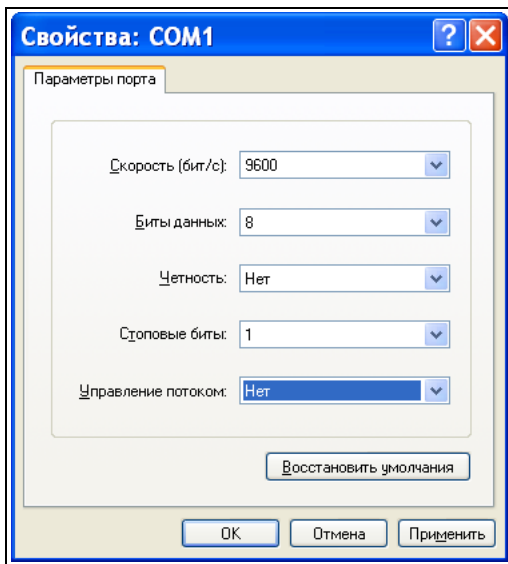 Свойства: COM1
Параметры порта
Скорость (бит/с): 9600
Биты данных: 8
Четность: Нет
Стоповые биты: 1
Управление потоком: Нет
Восстановить умолчания
OK Отмена Применить